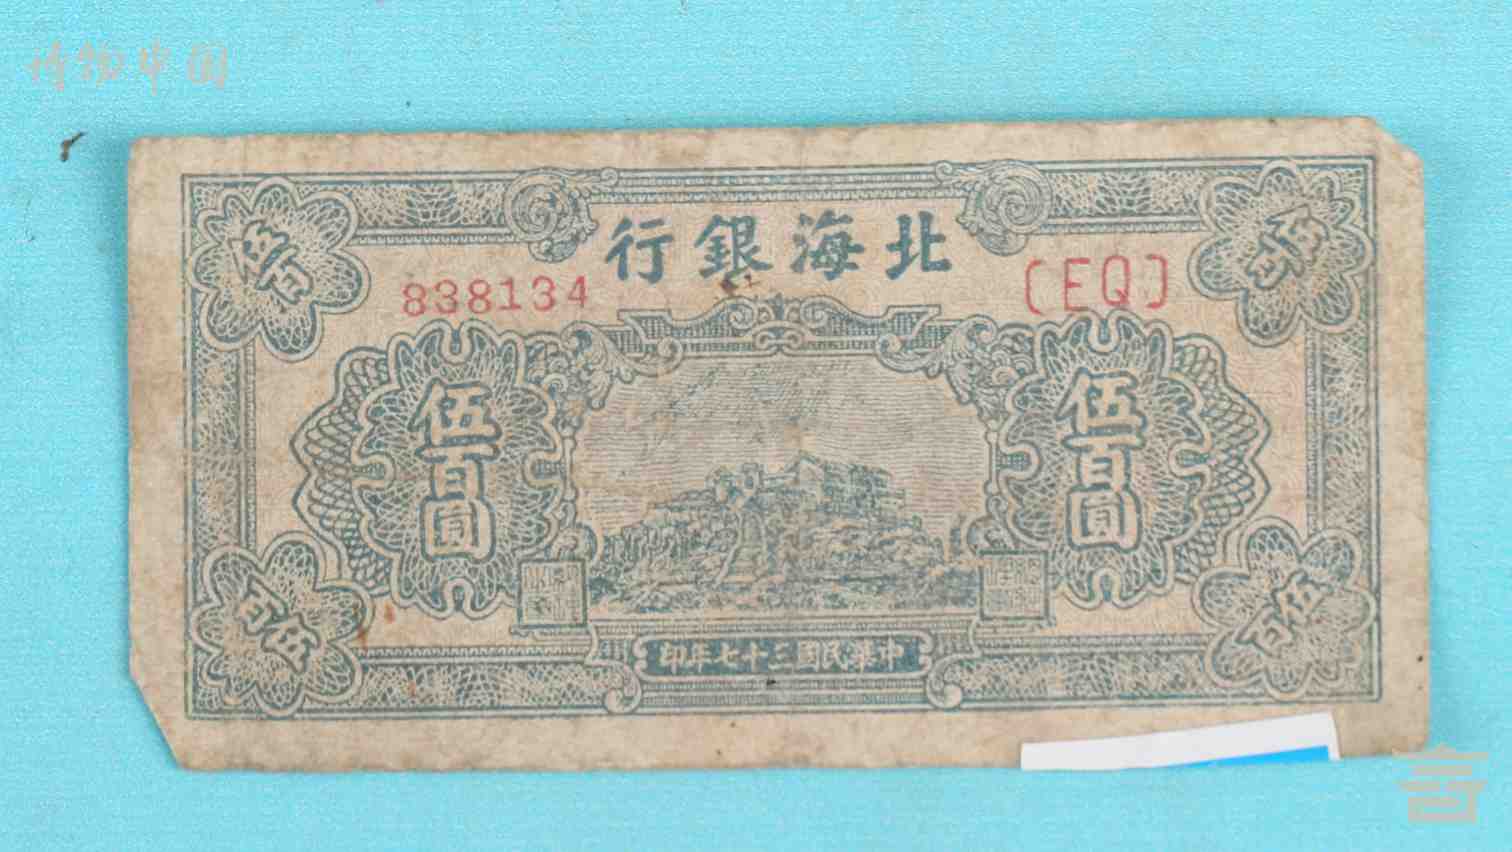 博物中国
行銀海北
838134
[EQ]
伍百
伍百
伍百圓
伍百圓
百伍
伍百
印年七十三國民華中